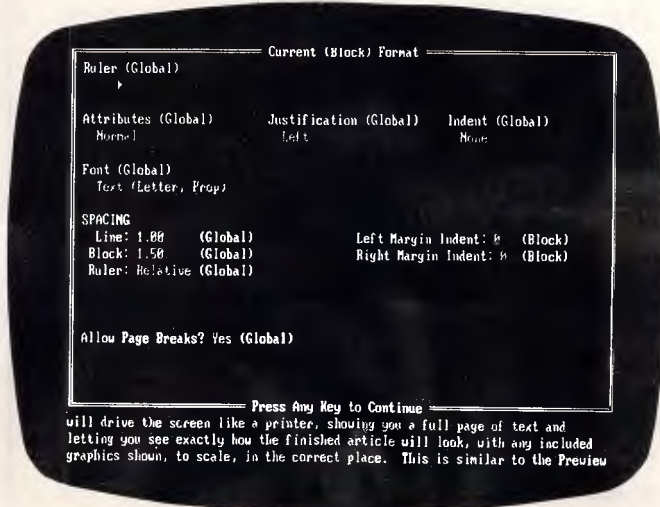 Current (Block) Format
Ruler (Global)
Attributes (Global) Justification (Global) Indent (Global)
Normal Left None
Font (Global)
Text (Letter, Prop)
SPACING
Line: 1.00 (Global) Left Margin Indent: 0 (Block)
Block: 1.50 (Global) Right Margin Indent: 0 (Block)
Ruler: Relative (Global)
Allow Page Breaks? Yes (Global)
Press Any Key to Continue
will drive the screen like a printer, showing you a full page of text and
letting you see exactly how the finished article will look, with any included
graphics shown, to scale, in the correct place. This is similar to the Preview